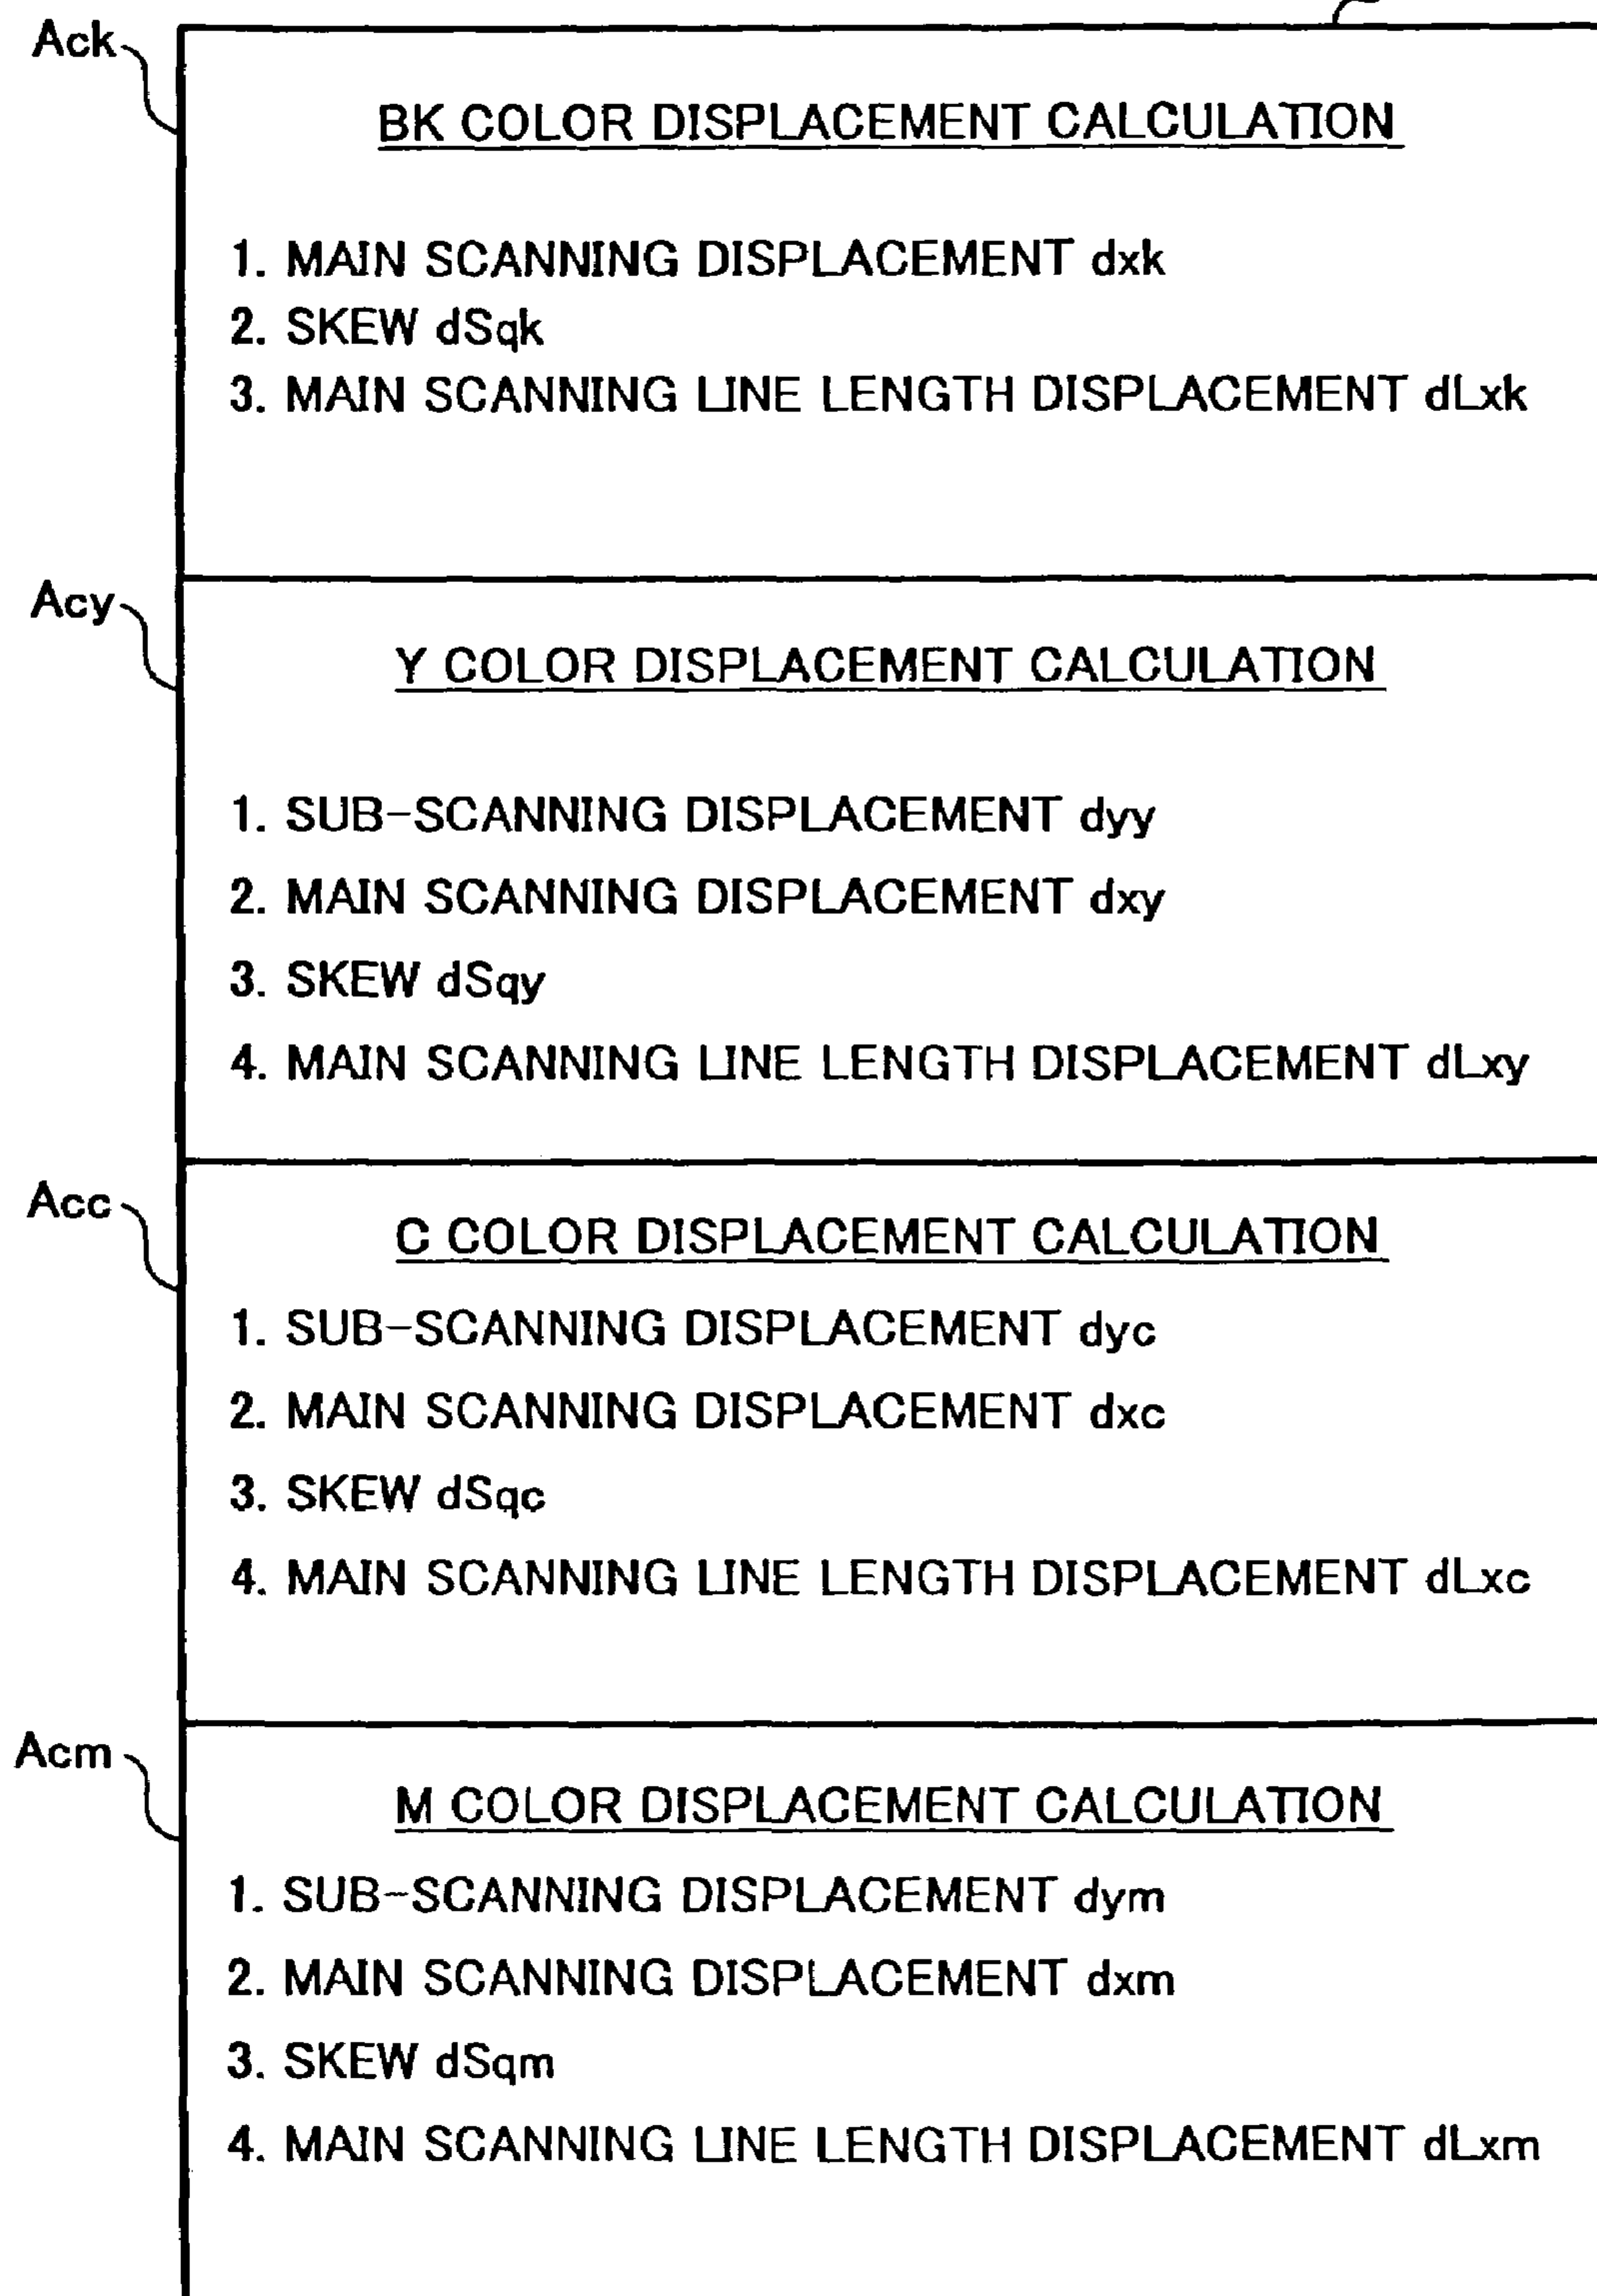 Ack
BK COLOR DISPLACEMENT CALCULATION
1. MAIN SCANNING DISPLACEMENT dxk
2. SKEW dSqk
3. MAIN SCANNING LINE LENGTH DISPLACEMENT dLxk
Acy
Y COLOR DISPLACEMENT CALCULATION
1. SUB-SCANNING DISPLACEMENT dyy
2. MAIN SCANNING DISPLACEMENT dxy
3. SKEW dSqy
4. MAIN SCANNING LINE LENGTH DISPLACEMENT dLxy
Acc
C COLOR DISPLACEMENT CALCULATION
1. SUB-SCANNING DISPLACEMENT dyc
2. MAIN SCANNING DISPLACEMENT dxc
3. SKEW dSqc
4. MAIN SCANNING LINE LENGTH DISPLACEMENT dLxc
Acm
M COLOR DISPLACEMENT CALCULATION
1. SUB-SCANNING DISPLACEMENT dym
2. MAIN SCANNING DISPLACEMENT dxm
3. SKEW dSqm
4. MAIN SCANNING LINE LENGTH DISPLACEMENT dLxm